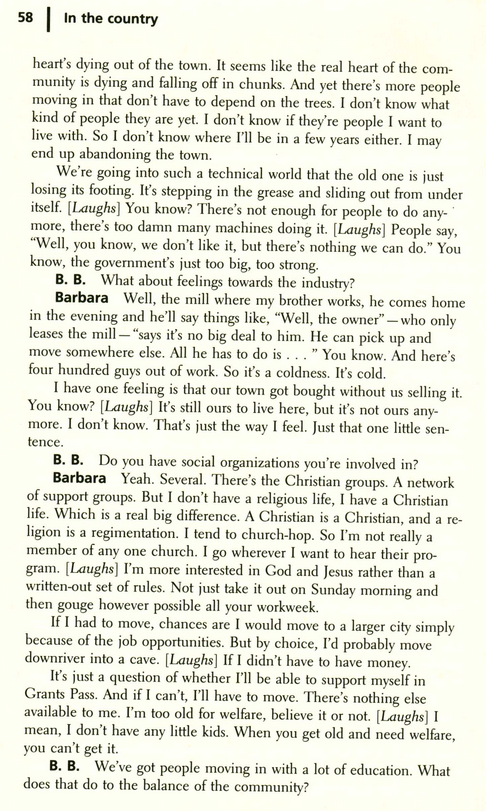 58 In the country
heart's dying out of the town. It seems like the real heart of the com-
munity is dying and falling off in chunks. And yet there's more people
moving in that don't have to depend on the trees. I don't know what
kind of people they are yet. I don't know if they're people I want to
live with. So I don't know where I'll be in a few years either. I may
end up abandoning the town.
We're going into such a technical world that the old one is just
losing its footing. It's stepping in the grease and sliding out from under
itself. [Laughs] You know? There's not enough for people to do any-
more, there's too damn many machines doing it. [Laughs] People say,
"Well, you know, we don't like it, but there's nothing we can do." You
know, the government's just too big, too strong.
B. B. What about feelings towards the industry?
Barbara Well, the mill where my brother works, he comes home
in the evening and he'll say things like, "Well, the owner"—who only
leases the mill—"says it's no big deal to him. He can pick up and
move somewhere else. All he has to do is . . . " You know. And here's
four hundred guys out of work. So it's a coldness. It's cold.
I have one feeling is that our town got bought without us selling it.
You know? [Laughs] It's still ours to live here, but it's not ours any-
more. I don't know. That's just the way I feel. Just that one little sen-
tence.
B. B. Do you have social organizations you're involved in?
Barbara Yeah. Several. There's the Christian groups. A network
of support groups. But I don't have a religious life, I have a Christian
life. Which is a real big difference. A Christian is a Christian, and a re-
ligion is a regimentation. I tend to church-hop. So I'm not really a
member of any one church. I go wherever I want to hear their pro-
gram. [Laughs] I'm more interested in God and Jesus rather than a
written-out set of rules. Not just take it out on Sunday morning and
then gouge however possible all your workweek.
If I had to move, chances are I would move to a larger city simply
because of the job opportunities. But by choice, I'd probably move
downriver into a cave. [Laughs] If I didn't have to have money.
It's just a question of whether I'll be able to support myself in
Grants Pass. And if I can't, I'll have to move. There's nothing else
available to me. I'm too old for welfare, believe it or not. [Laughs] I
mean, I don't have any little kids. When you get old and need welfare,
you can't get it.
B. B. We've got people moving in with a lot of education. What
does that do to the balance of the community?